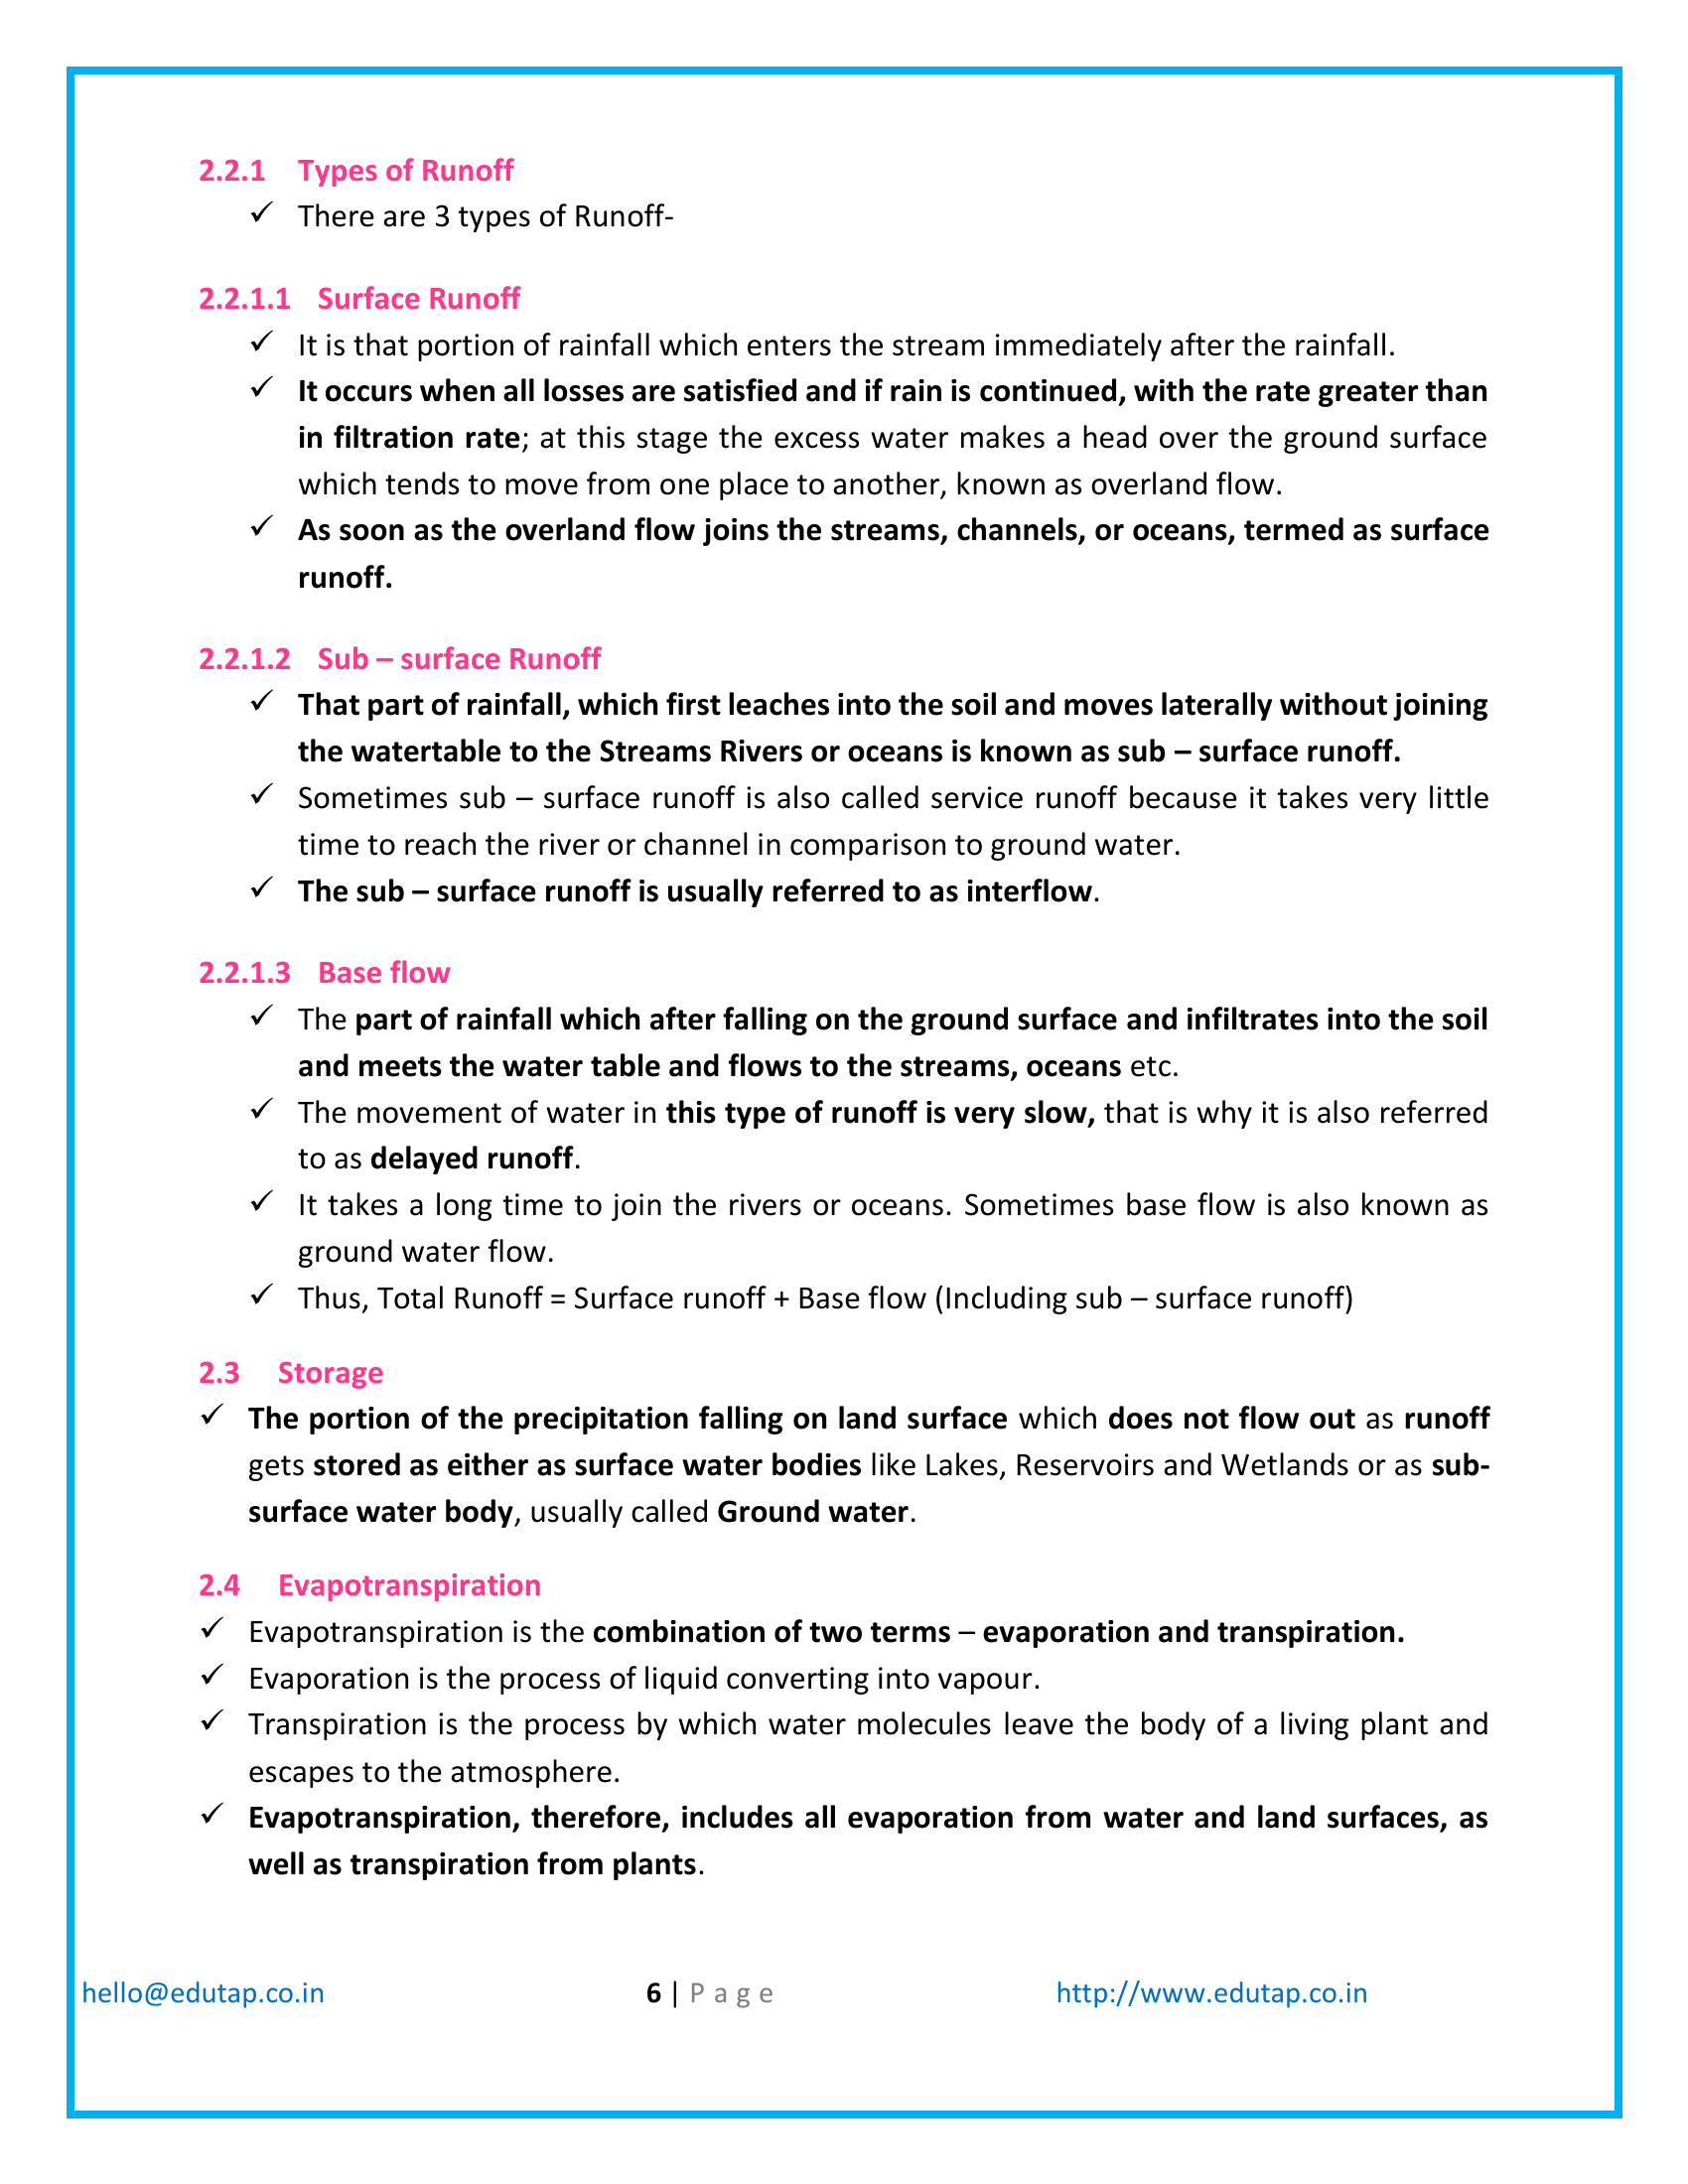 2.2.1 Types of Runoff
✓ There are 3 types of Runoff-
2.2.1.1 Surface Runoff
✓ It is that portion of rainfall which enters the stream immediately after the rainfall.
✓ It occurs when all losses are satisfied and if rain is continued, with the rate greater than
in filtration rate; at this stage the excess water makes a head over the ground surface
which tends to move from one place to another, known as overland flow.
✓ As soon as the overland flow joins the streams, channels, or oceans, termed as surface
runoff.
2.2.1.2 Sub – surface Runoff
✓ That part of rainfall, which first leaches into the soil and moves laterally without joining
the watertable to the Streams Rivers or oceans is known as sub – surface runoff.
✓ Sometimes sub – surface runoff is also called service runoff because it takes very little
time to reach the river or channel in comparison to ground water.
✓ The sub – surface runoff is usually referred to as interflow.
2.2.1.3 Base flow
✓ The part of rainfall which after falling on the ground surface and infiltrates into the soil
and meets the water table and flows to the streams, oceans etc.
✓ The movement of water in this type of runoff is very slow, that is why it is also referred
to as delayed runoff.
✓ It takes a long time to join the rivers or oceans. Sometimes base flow is also known as
ground water flow.
✓ Thus, Total Runoff = Surface runoff + Base flow (Including sub – surface runoff)
2.3 Storage
✓ The portion of the precipitation falling on land surface which does not flow out as runoff
gets stored as either as surface water bodies like Lakes, Reservoirs and Wetlands or as sub-
surface water body, usually called Ground water.
2.4 Evapotranspiration
✓ Evapotranspiration is the combination of two terms – evaporation and transpiration.
✓ Evaporation is the process of liquid converting into vapour.
✓ Transpiration is the process by which water molecules leave the body of a living plant and
escapes to the atmosphere.
✓ Evapotranspiration, therefore, includes all evaporation from water and land surfaces, as
well as transpiration from plants.
hello@edutap.co.in 6 | Page http://www.edutap.co.in